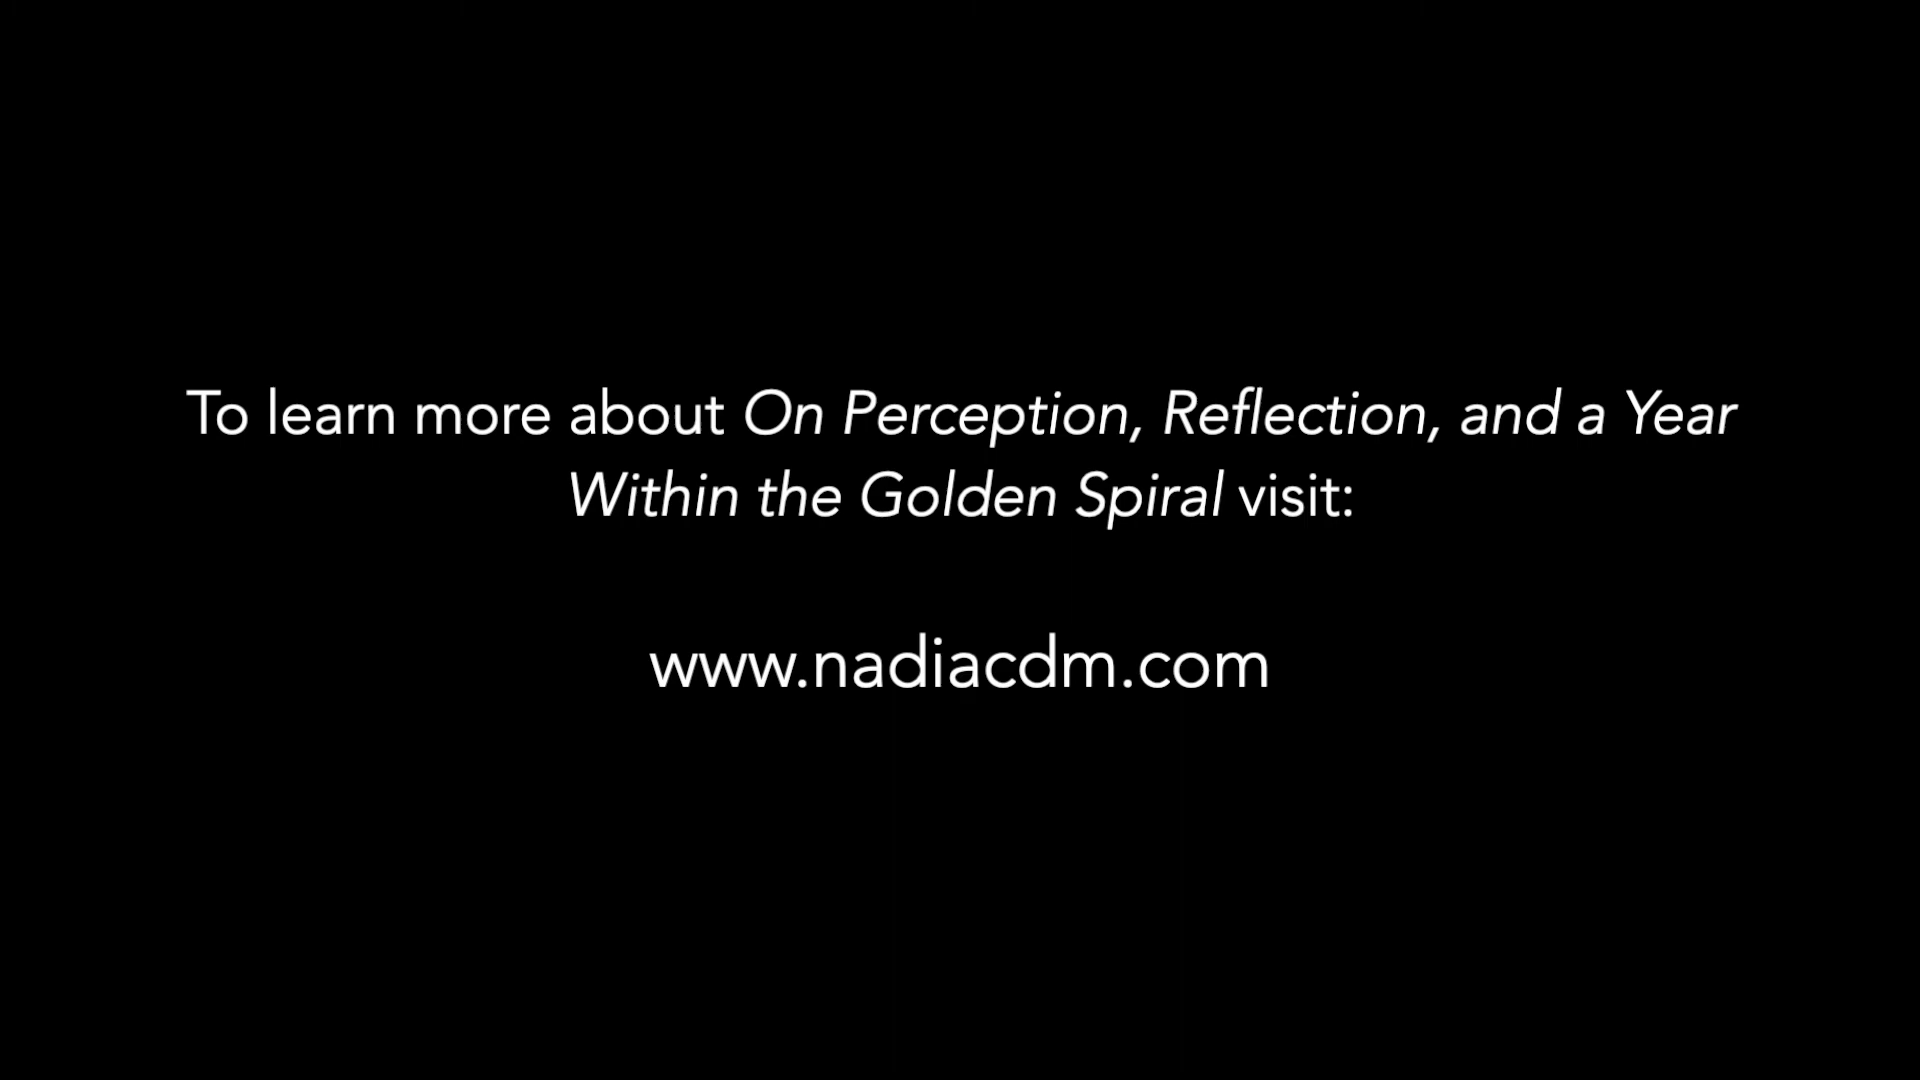 To learn more about On Perception, Reflection, and a Year
Within the Golden Spiral visit:
www.nadiacdm.com